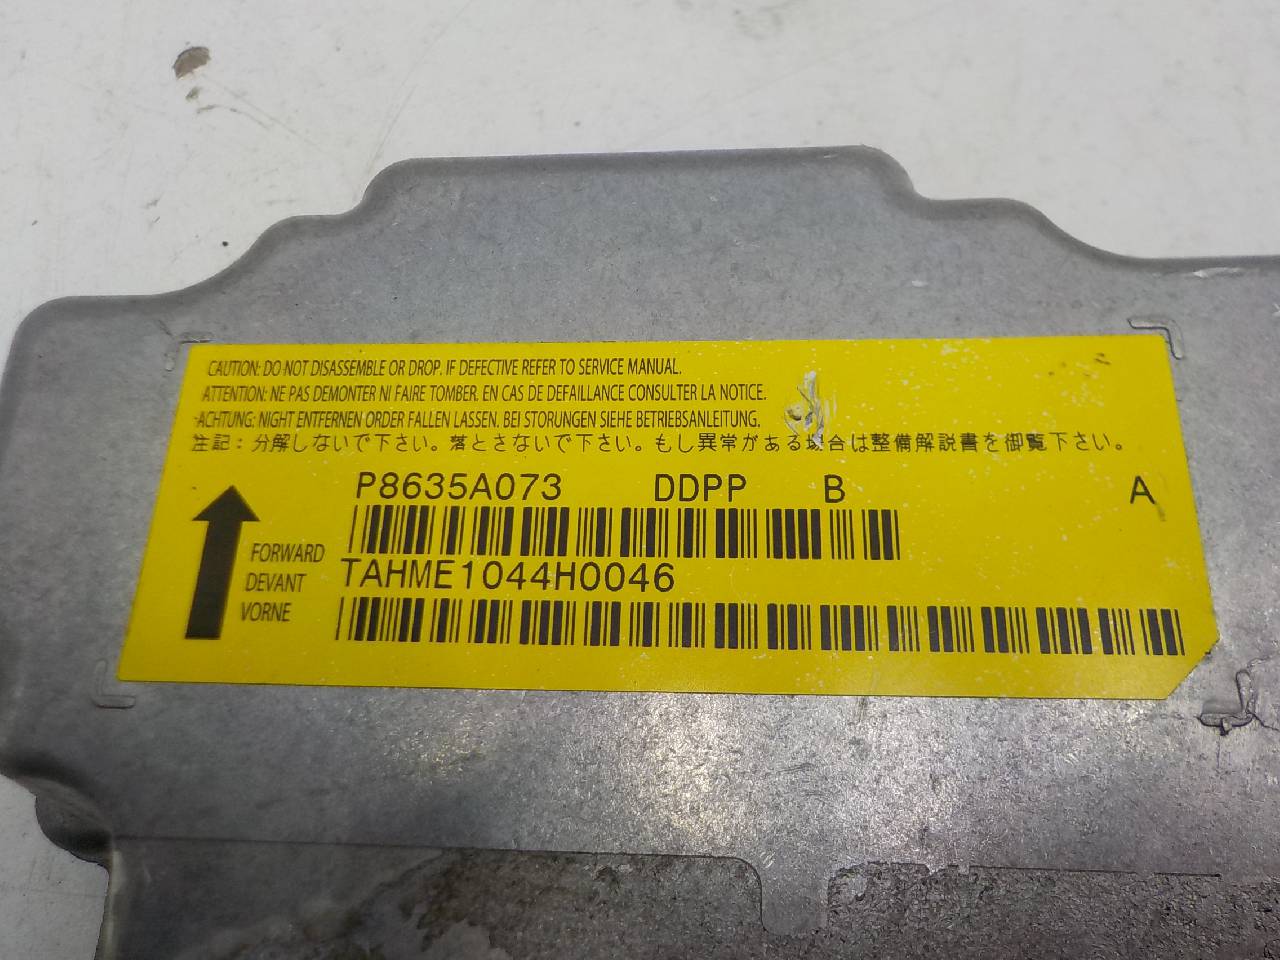 CAUTION: DO NOT DISASSEMBLE OR DROP. IF DEFECTIVE REFER TO SERVICE MANUAL.
ATTENTION: NE PAS DEMONTER NI FAIRE TOMBER. EN CAS DE DEFAILLANCE CONSULTER LA NOTICE.
ACHTUNG: NIGHT ENTFERNEN ORDER FALLEN LASSEN. BEI STORUNGEN SIEHE BETRIEBSANLEITUNG.
注記：分解しないで下さい。落とさないで下さい。もし異常がある場合は整備解説書を御覧下さい。
P8635A073 DDPP B A
FORWARD
DEVANT
VORNE
TAHME1044H0046